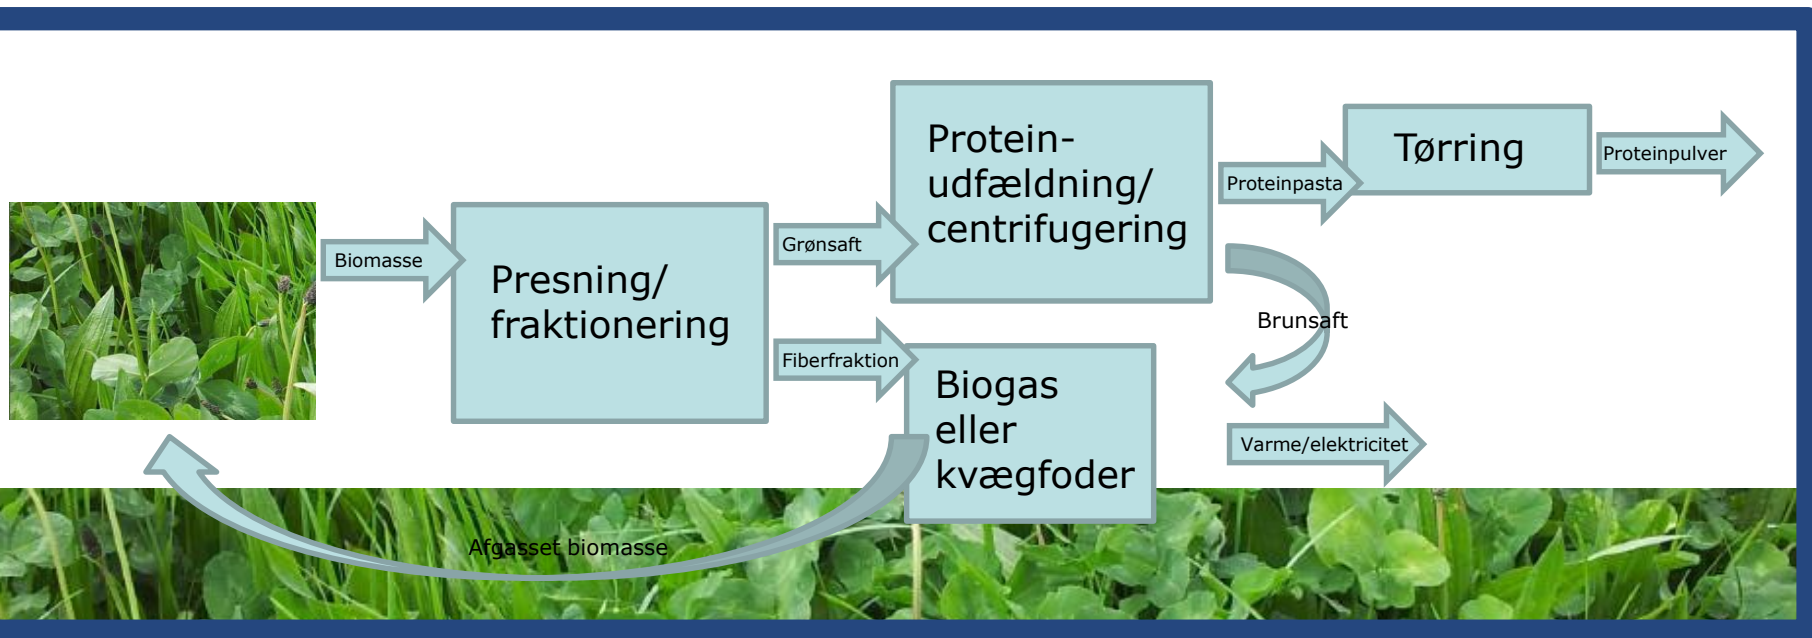 Biomasse
Presning/
fraktionering
Grønsaft
Fiberfraktion
Protein-
udfældning/
centrifugering
Proteinpasta
Tørring
Proteinpulver
Brunsaft
Biogas
eller
kvægfoder
Varme/elektricitet
Afgasset biomasse